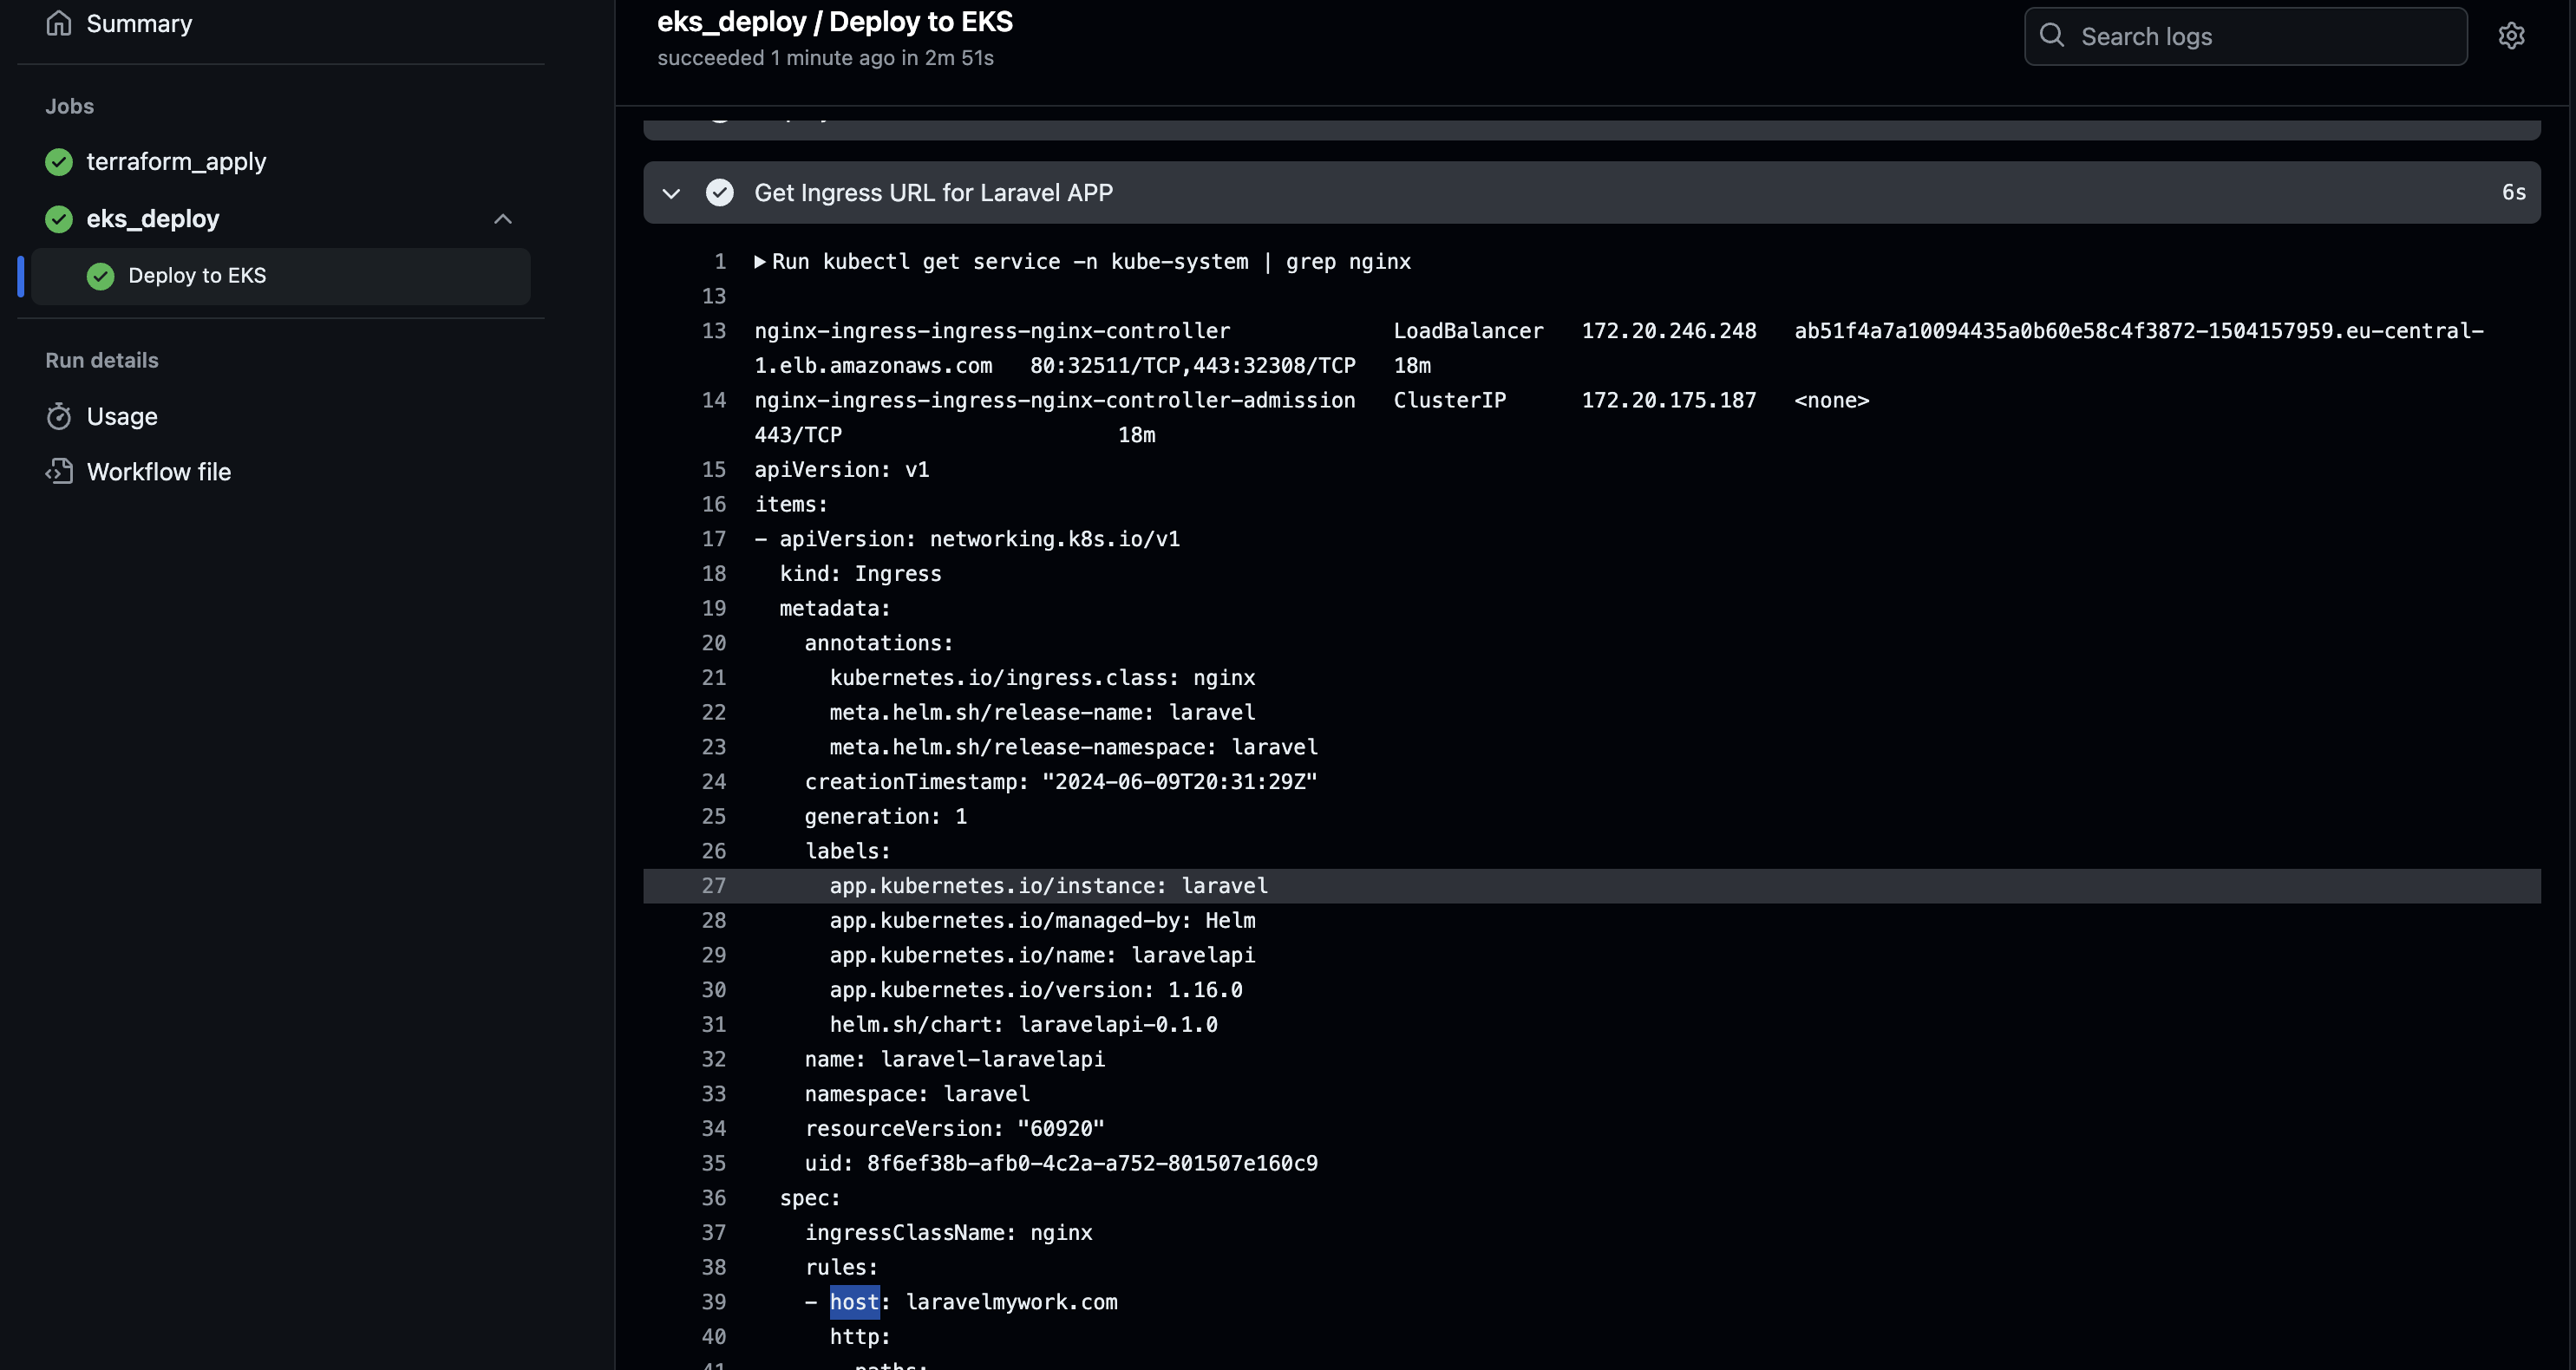 Summary
Jobs
terraform_apply
eks_deploy
Deploy to EKS
Run details
Usage
Workflow file
eks_deploy / Deploy to EKS
succeeded 1 minute ago in 2m 51s
Search logs
Get Ingress URL for Laravel APP 6s
1 Run kubectl get service -n kube-system | grep nginx
13
13 nginx-ingress-ingress-nginx-controller LoadBalancer 172.20.246.248 ab51f4a7a10094435a0b60e58c4f3872-1504157959.eu-central-
1.elb.amazonaws.com 80:32511/TCP,443:32308/TCP 18m
14 nginx-ingress-ingress-nginx-controller-admission ClusterIP 172.20.175.187 <none>
443/TCP 18m
15 apiVersion: v1
16 items:
17 - apiVersion: networking.k8s.io/v1
18 kind: Ingress
19 metadata:
20 annotations:
21 kubernetes.io/ingress.class: nginx
22 meta.helm.sh/release-name: laravel
23 meta.helm.sh/release-namespace: laravel
24 creationTimestamp: "2024-06-09T20:31:29Z"
25 generation: 1
26 labels:
27 app.kubernetes.io/instance: laravel
28 app.kubernetes.io/managed-by: Helm
29 app.kubernetes.io/name: laravelapi
30 app.kubernetes.io/version: 1.16.0
31 helm.sh/chart: laravelapi-0.1.0
32 name: laravel-laravelapi
33 namespace: laravel
34 resourceVersion: "60920"
35 uid: 8f6ef38b-afb0-4c2a-a752-801507e160c9
36 spec:
37 ingressClassName: nginx
38 rules:
39 - host: laravelmywork.com
40 http:
41 paths: